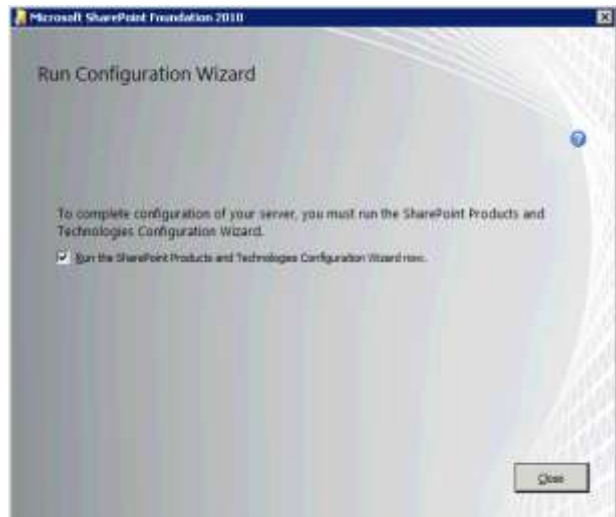 Microsoft SharePoint Foundation 2010
Run Configuration Wizard
?
To complete configuration of your server, you must run the SharePoint Products and
Technologies Configuration Wizard.
Run the SharePoint Products and Technologies Configuration Wizard now.
Close